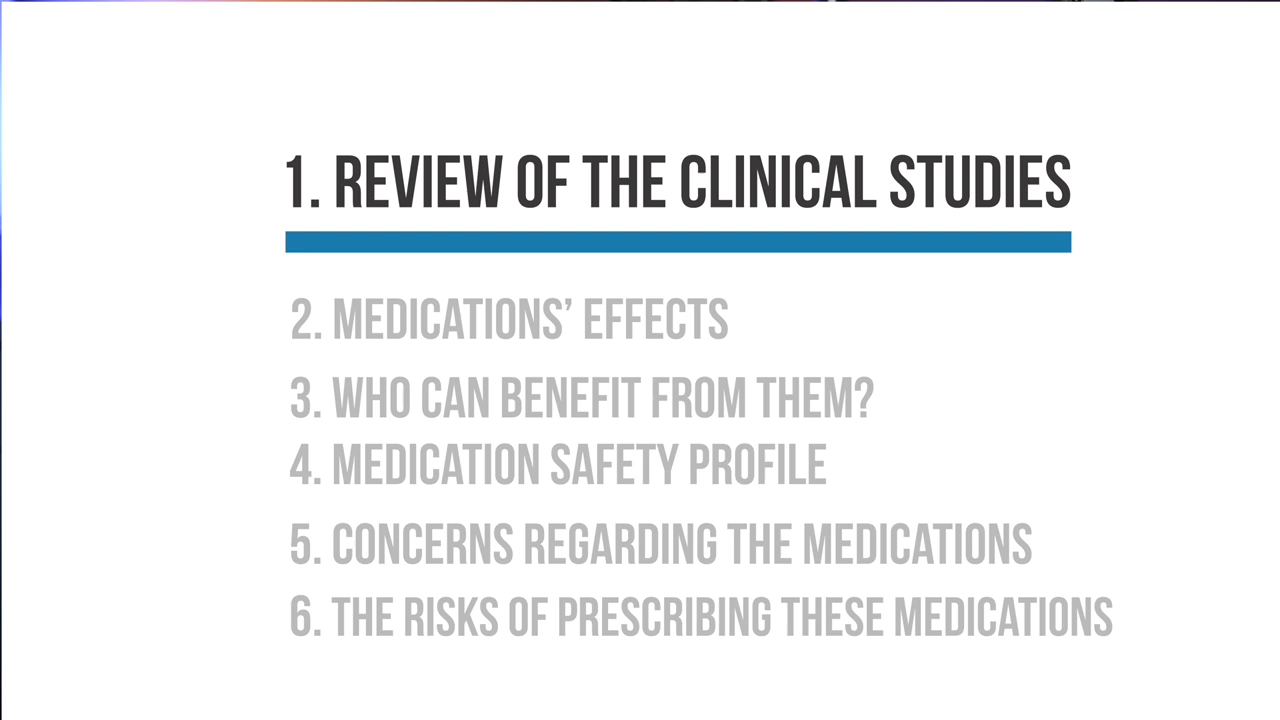 1. REVIEW OF THE CLINICAL STUDIES
2. MEDICATIONS’ EFFECTS
3. WHO CAN BENEFIT FROM THEM?
4. MEDICATION SAFETY PROFILE
5. CONCERNS REGARDING THE MEDICATIONS
6. THE RISKS OF PRESCRIBING THESE MEDICATIONS